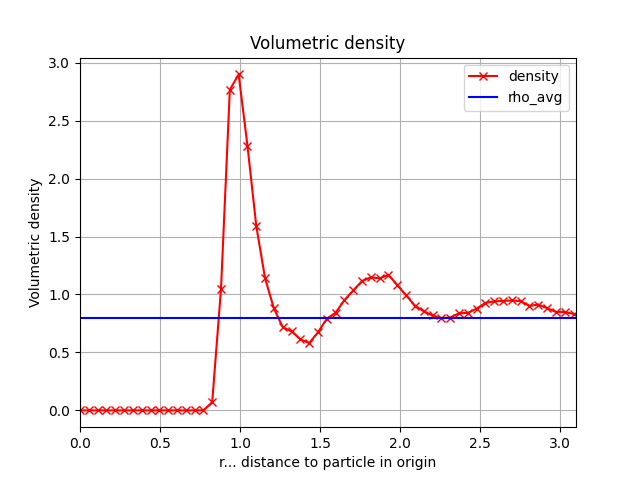 Volumetric density
density
rho_avg
Volumetric density
3.0
2.5
2.0
1.5
1.0
0.5
0.0
0.0 0.5 1.0 1.5 2.0 2.5 3.0
r... distance to particle in origin